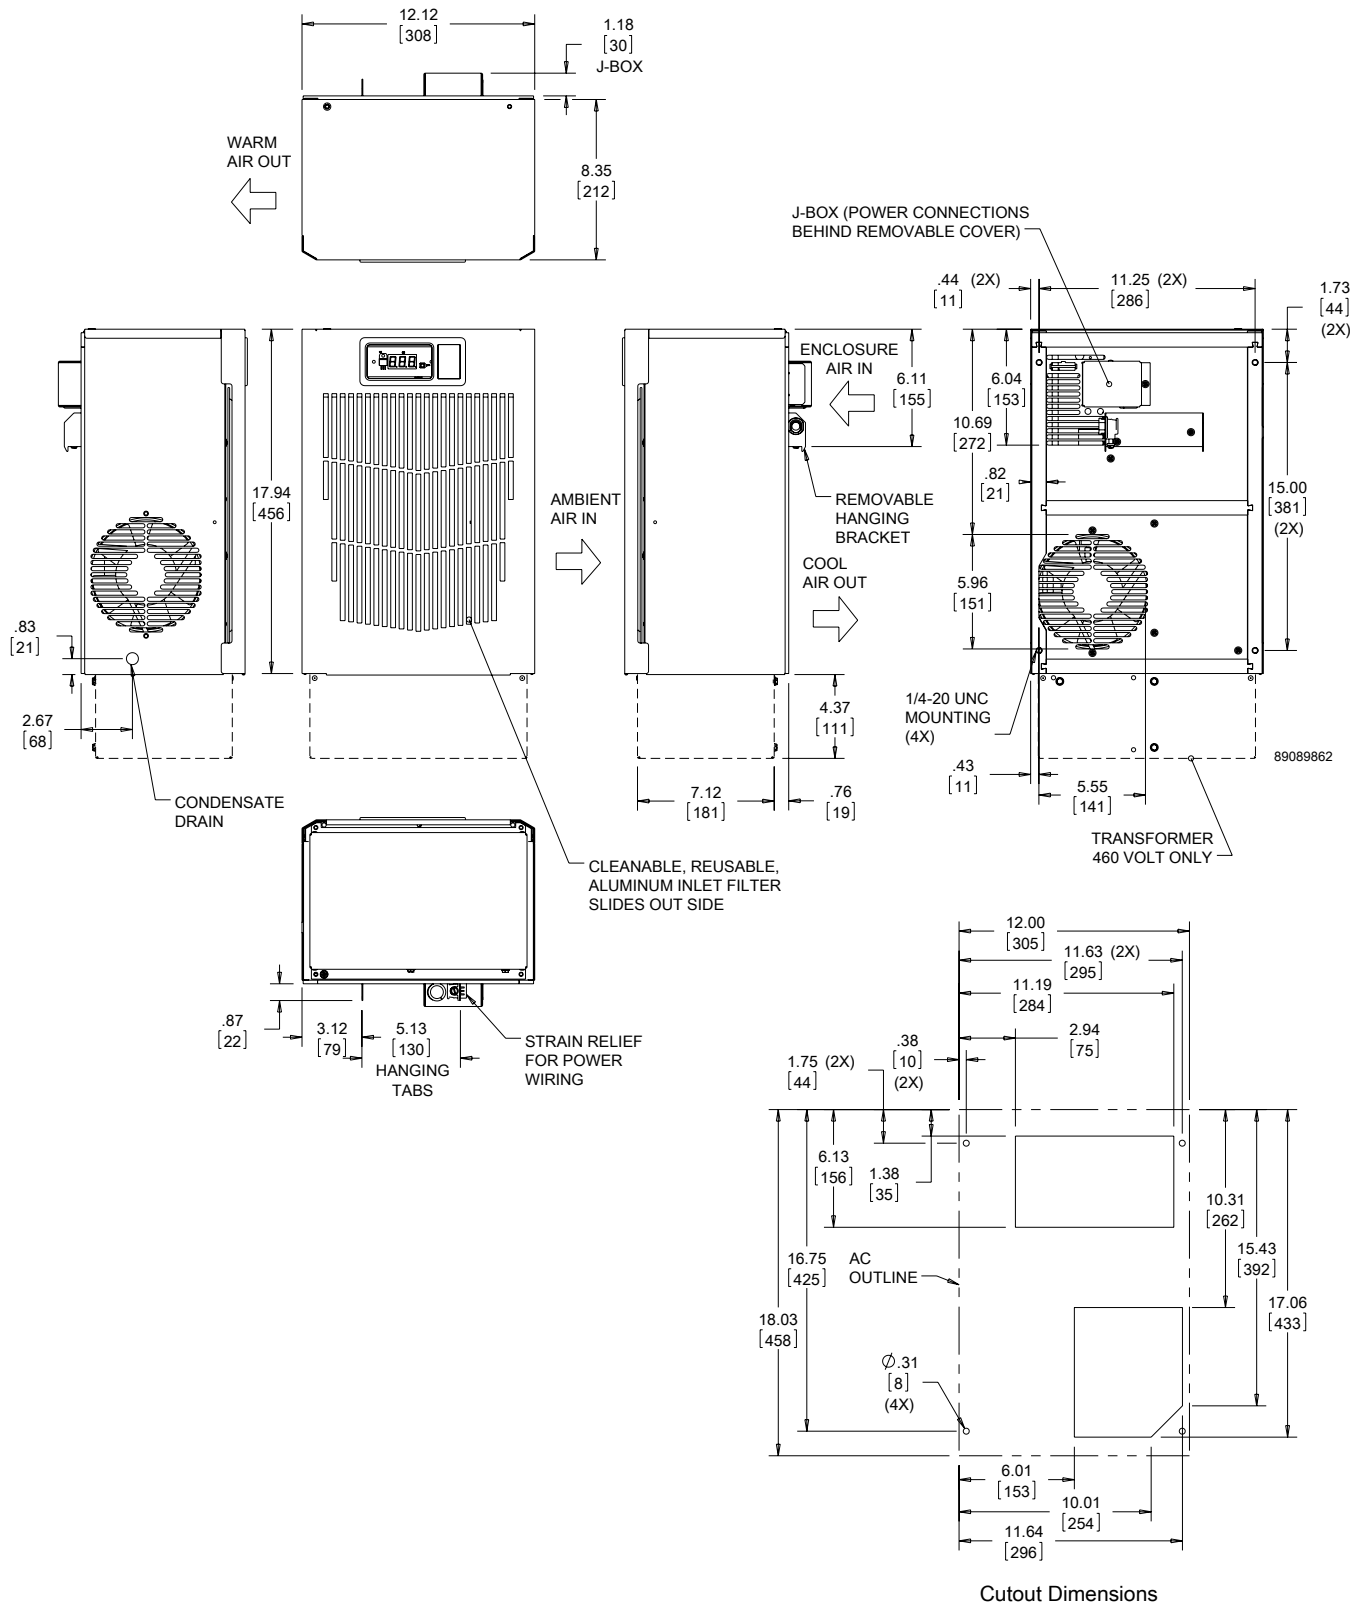 12.12
[308]
1.18
[30]
J-BOX
WARM
AIR OUT
8.35
[212]
J-BOX (POWER CONNECTIONS
BEHIND REMOVABLE COVER)
.44 (2X)
[11]
11.25 (2X)
[286]
1.73
[44]
(2X)
ENCLOSURE
AIR IN
6.11
[155]
6.04
[153]
10.69
[272]
.82
[21]
17.94
[456]
AMBIENT
AIR IN
REMOVABLE
HANGING
BRACKET
15.00
[381]
(2X)
COOL
AIR OUT
5.96
[151]
.83
[21]
2.67
[68]
4.37
[111]
1/4-20 UNC
MOUNTING
(4X)
89089862
.43
[11]
5.55
[141]
7.12
[181]
.76
[19]
CONDENSATE
DRAIN
TRANSFORMER
460 VOLT ONLY
CLEANABLE, REUSABLE,
ALUMINUM INLET FILTER
SLIDES OUT SIDE
.87
[22]
3.12
[79]
5.13
[130]
HANGING
TABS
STRAIN RELIEF
FOR POWER
WIRING
12.00
[305]
11.63 (2X)
[295]
11.19
[284]
2.94
[75]
.38
[10]
(2X)
1.75 (2X)
[44]
6.13
[156]
1.38
[35]
10.31
[262]
16.75
[425]
AC
OUTLINE
15.43
[392]
18.03
[458]
17.06
[433]
Ø.31
[8]
(4X)
6.01
[153]
10.01
[254]
11.64
[296]
Cutout Dimensions